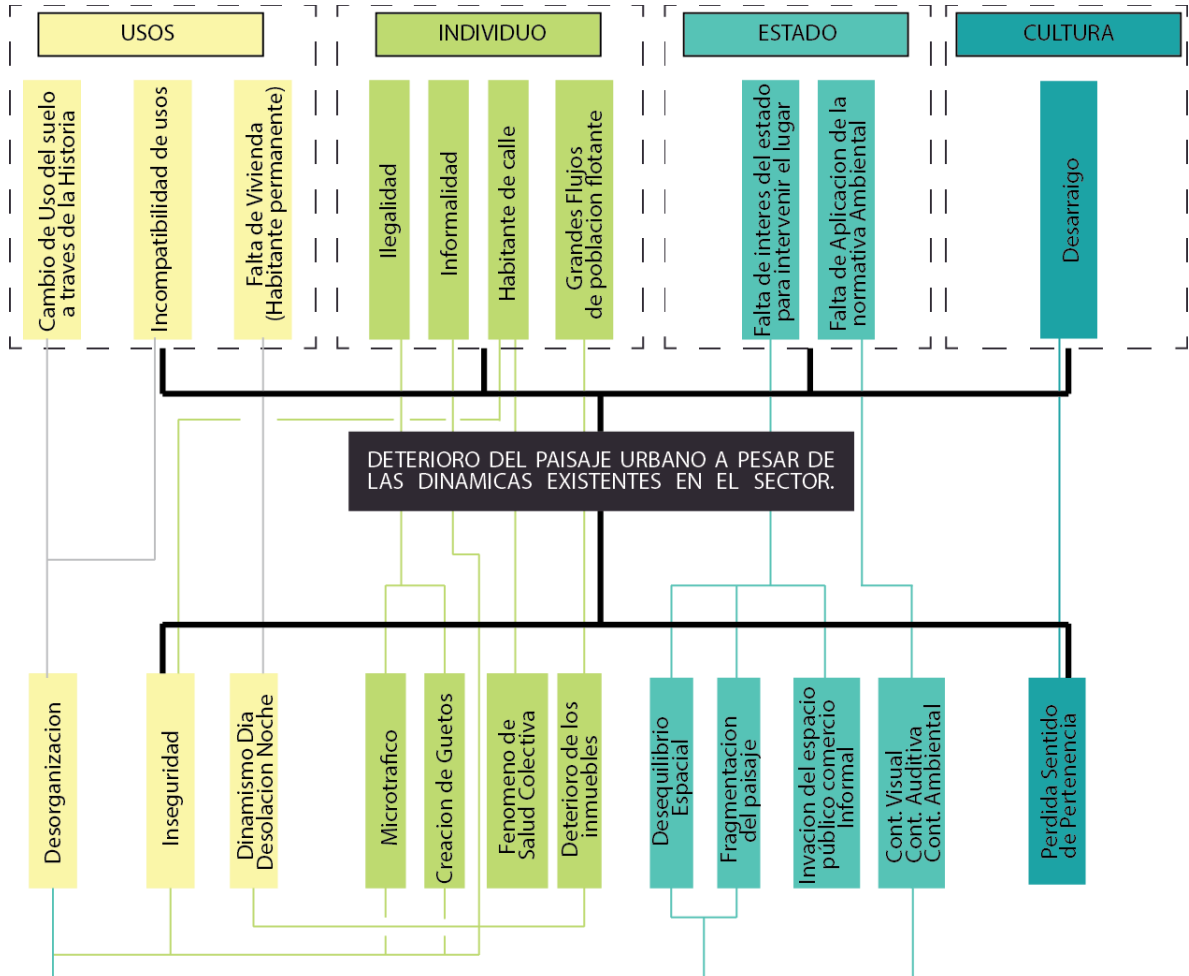 USOS
INDIVIDUO
ESTADO
CULTURA
Cambio de Uso del suelo
a traves de la Historia
Incompatibilidad de usos
Falta de Vivienda
(Habitante permanente)
Ilegalidad
Informalidad
Habitante de calle
Grandes Flujos
de poblacion flotante
Falta de interes del estado
para intervenir el lugar
Falta de Aplicacion de la
normativa Ambiental
Desarraigo
DETERIORO DEL PAISAJE URBANO A PESAR DE
LAS DINAMICAS EXISTENTES EN EL SECTOR.
Desorganizacion
Inseguridad
Dinamismo Dia
Desolacion Noche
Microtrafico
Creacion de Guetos
Fenomeno de
Salud Colectiva
Deterioro de los
inmuebles
Desequilibrio
Espacial
Fragmentacion
del paisaje
Invacion del espacio
público comercio
Informal
Cont. Visual
Cont. Auditiva
Cont. Ambiental
Perdida Sentido
de Pertenencia